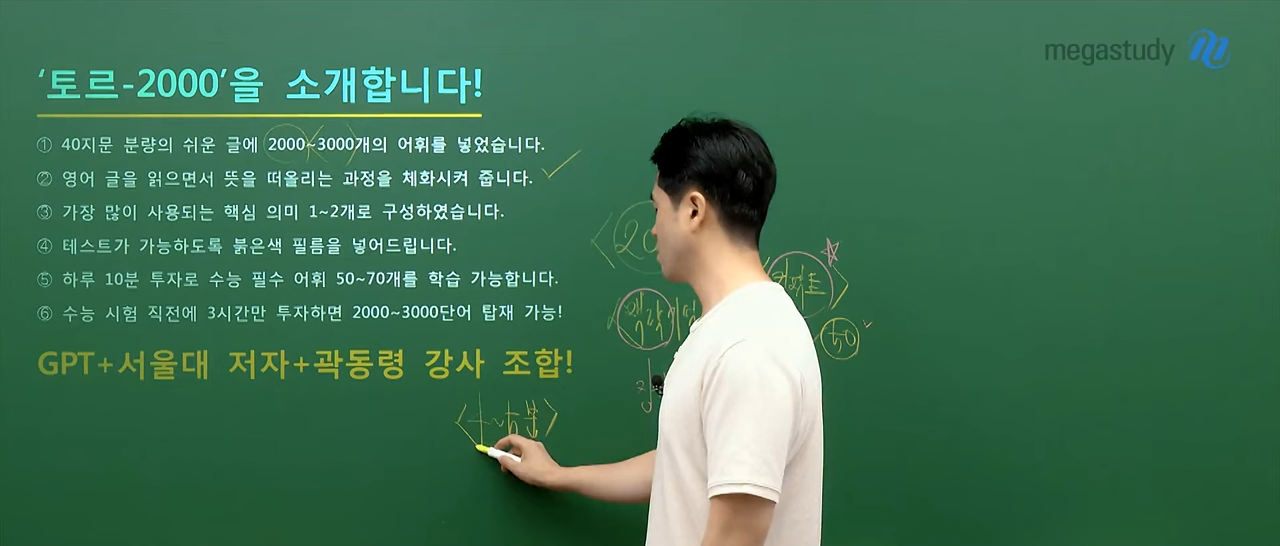 megastudy
'토르-2000'을 소개합니다!
① 40지문 분량의 쉬운 글에 2000~3000개의 어휘를 넣었습니다.
② 영어 글을 읽으면서 뜻을 떠올리는 과정을 체화시켜 줍니다.
③ 가장 많이 사용되는 핵심 의미 1~2개로 구성하였습니다.
④ 테스트가 가능하도록 붉은색 필름을 넣어드립니다.
⑤ 하루 10분 투자로 수능 필수 어휘 50~70개를 학습 가능합니다.
⑥ 수능 시험 직전에 3시간만 투자하면 2000~3000단어 탑재 가능!
GPT+서울대 저자+곽동령 강사 조합!
50